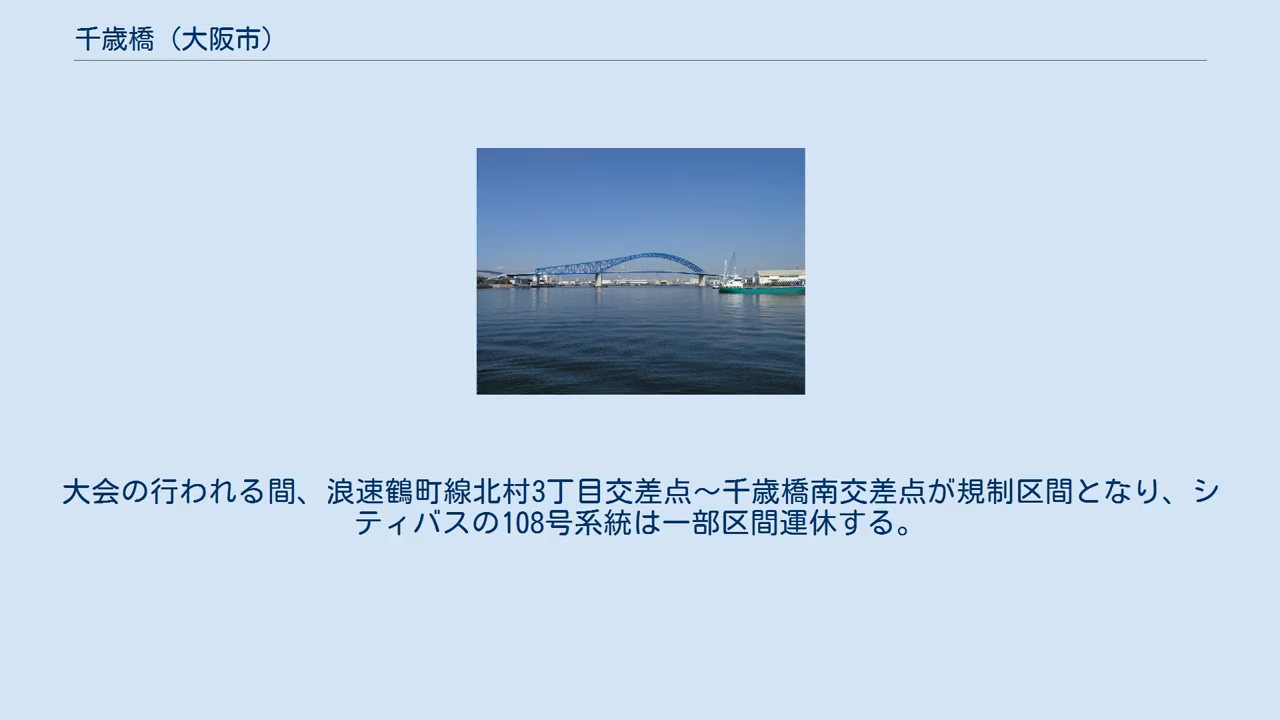 千歳橋（大阪市）
大会の行われる間、浪速鶴町線北村3丁目交差点～千歳橋南交差点が規制区間となり、シ
ティバスの108号系統は一部区間運休する。